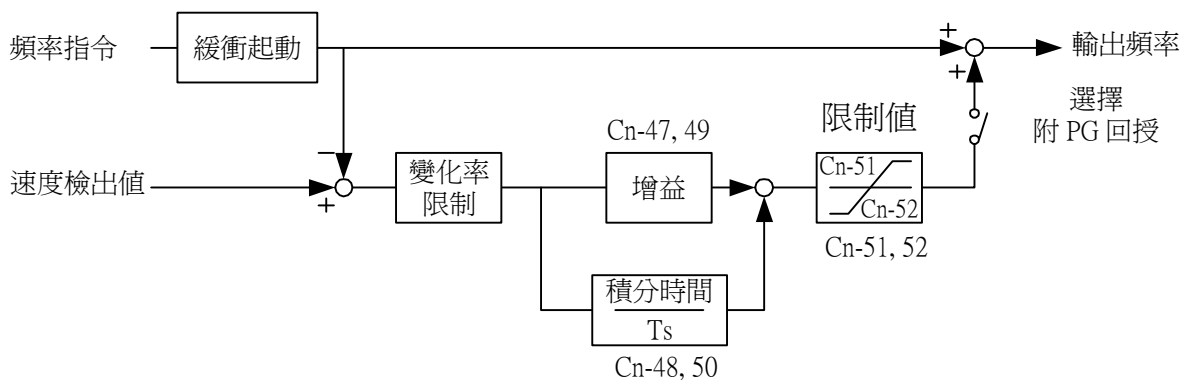 頻率指令
緩衝起動
+
+
輸出頻率
選擇
附 PG 回授
速度檢出值
−
+
變化率
限制
Cn-47, 49
增益
限制值
Cn-51
Cn-52
Cn-51, 52
積分時間
Ts
Cn-48, 50